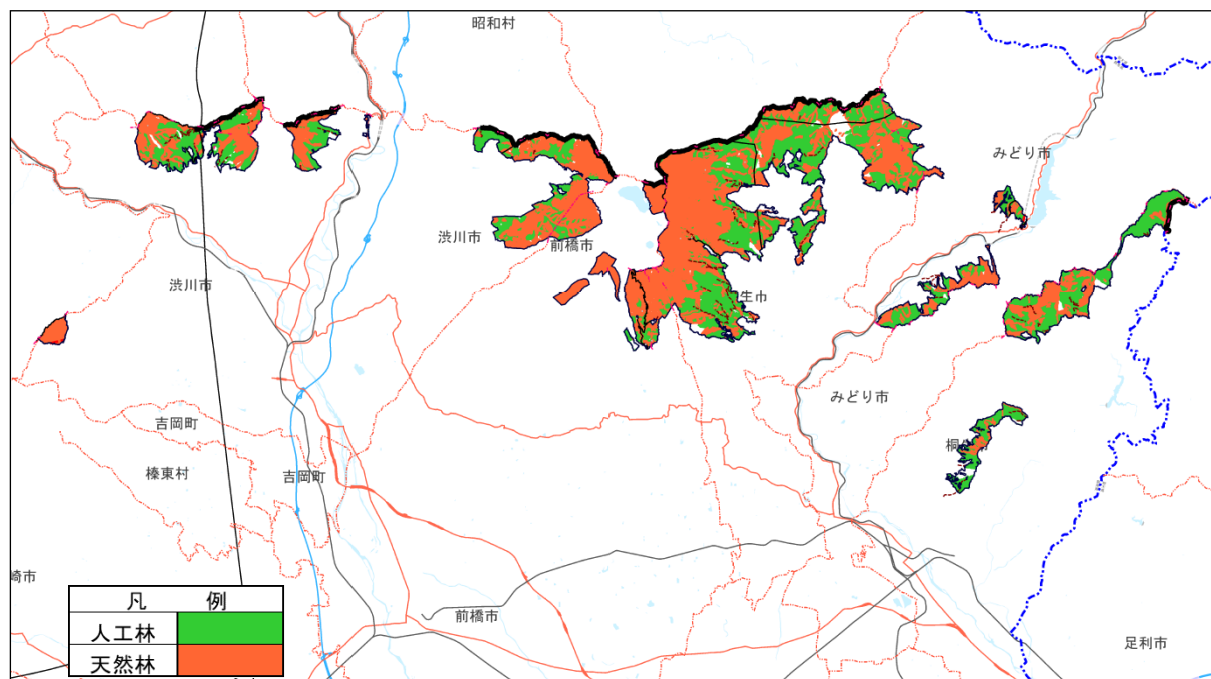 昭和村
みどり市
渋川市
前橋市
渋川市
生市
みどり市
吉岡町
桐
榛東村
吉岡町
崎市
凡 例
人工林
天然林
前橋市
足利市